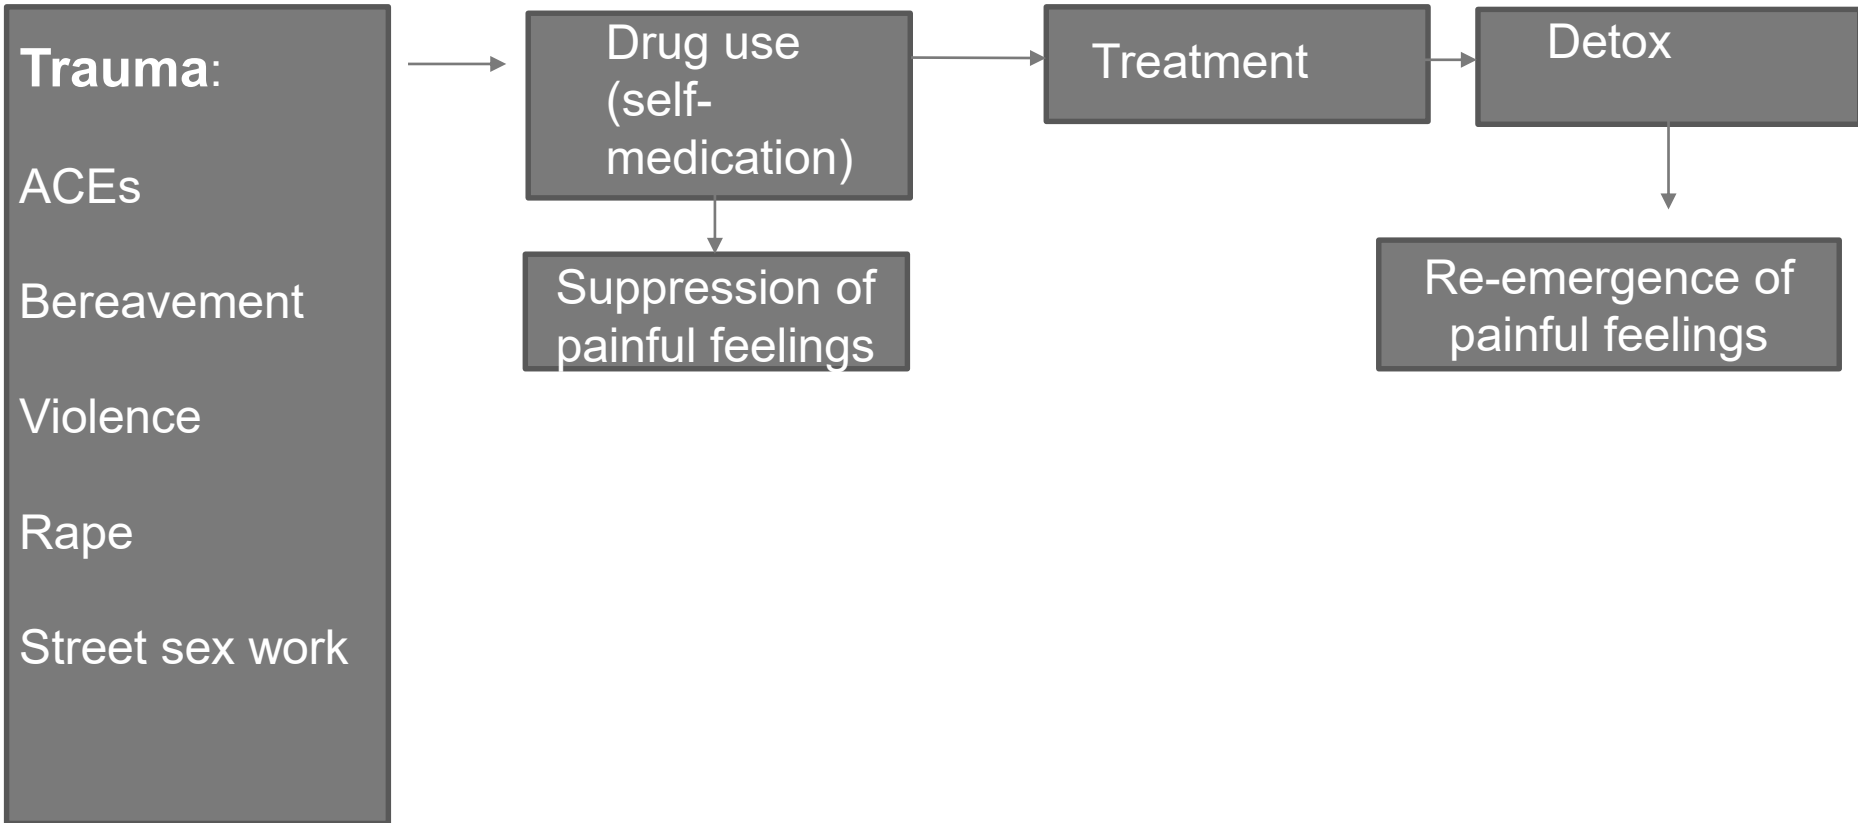 Trauma:
ACEs
Bereavement
Violence
Rape
Street sex work
Drug use
(self-
medication)
Suppression of
painful feelings
Treatment
Detox
Re-emergence of
painful feelings